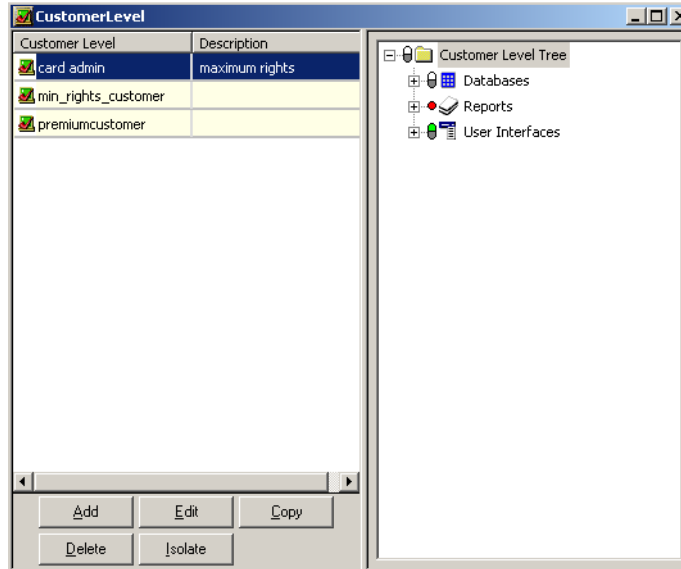 CustomerLevel
Customer Level Description
card admin maximum rights
min_rights_customer
premiumcustomer
Add Edit Copy
Delete Isolate
Customer Level Tree
Databases
Reports
User Interfaces